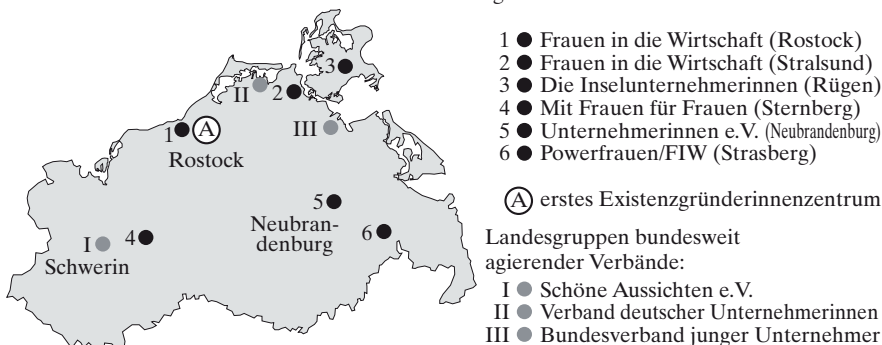 1 ● Frauen in die Wirtschaft (Rostock)
2 ● Frauen in die Wirtschaft (Stralsund)
3 ● Die Inselunternehmerinnen (Rügen)
4 ● Mit Frauen für Frauen (Sternberg)
5 ● Unternehmerinnen e.V. (Neubrandenburg)
6 ● Powerfrauen/FIW (Strasberg)
Ⓐ erstes Existenzgründerinnenzentrum
Landesgruppen bundesweit
agierender Verbände:
I ● Schöne Aussichten e.V.
II ● Verband deutscher Unternehmerinnen
III ● Bundesverband junger Unternehmer
3
II
2
1
A
III
Rostock
5
Neubran-
denburg
6
I
4
Schwerin